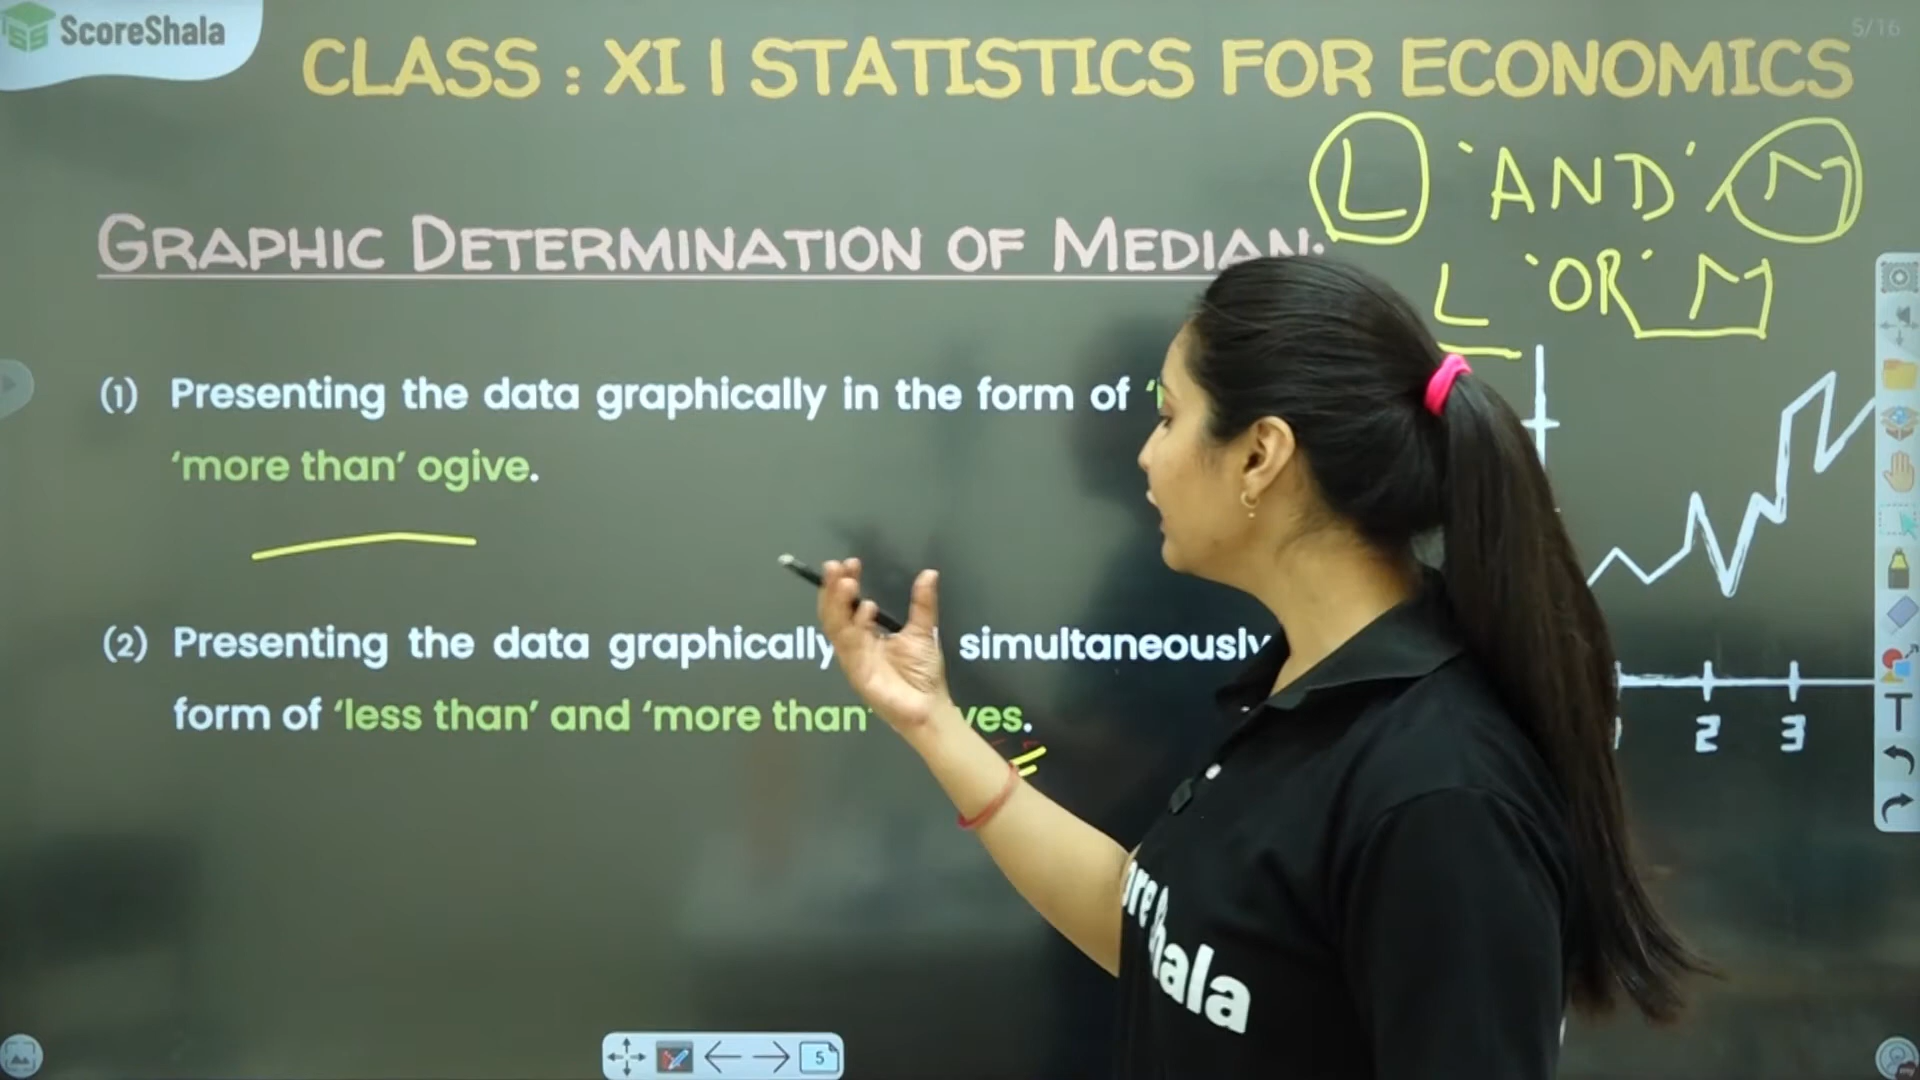 ScoreShala
5/16
CLASS : XI | STATISTICS FOR ECONOMICS
L 'AND' M
GRAPHIC DETERMINATION OF MEDIAN:
L 'OR' M
(1) Presenting the data graphically in the form of
'more than' ogive.
(2) Presenting the data graphically simultaneously
form of 'less than' and 'more than'
2 3
5